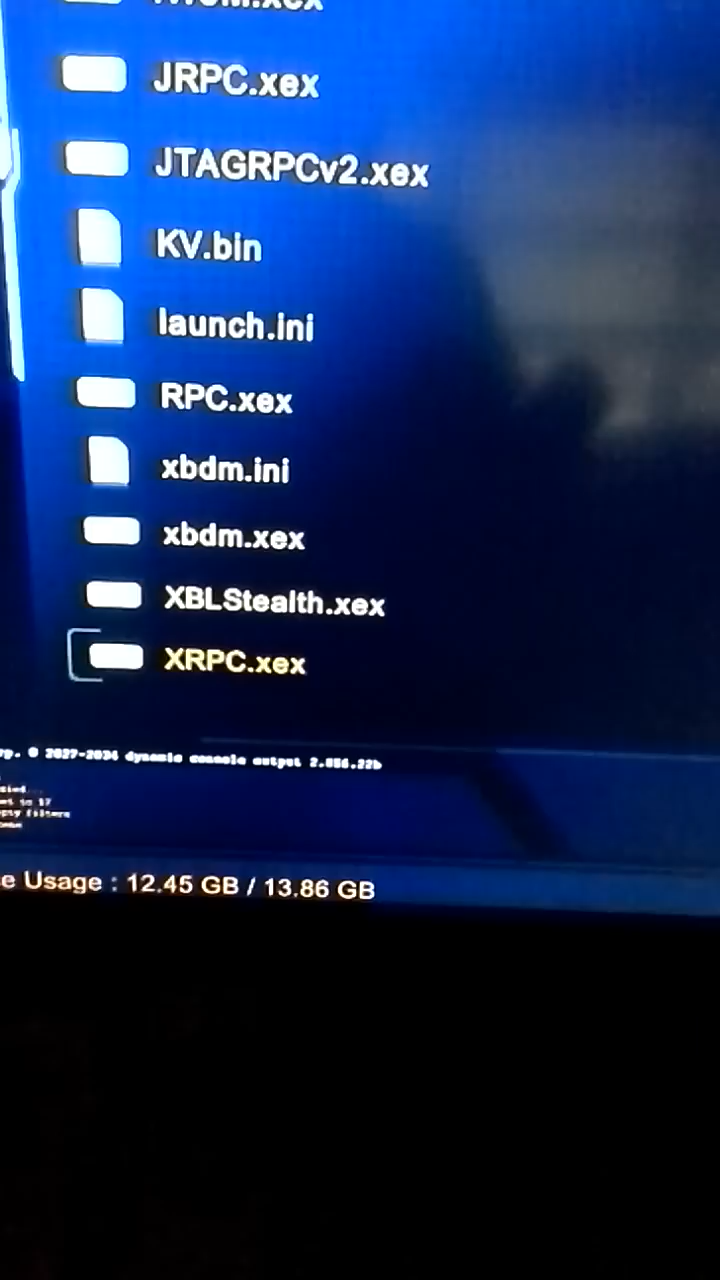 JRPC.xex
JTAGRPCv2.xex
KV.bin
launch.ini
RPC.xex
xbdm.ini
xbdm.xex
XBLStealth.xex
XRPC.xex
dynamic console output
e Usage : 12.45 GB / 13.86 GB